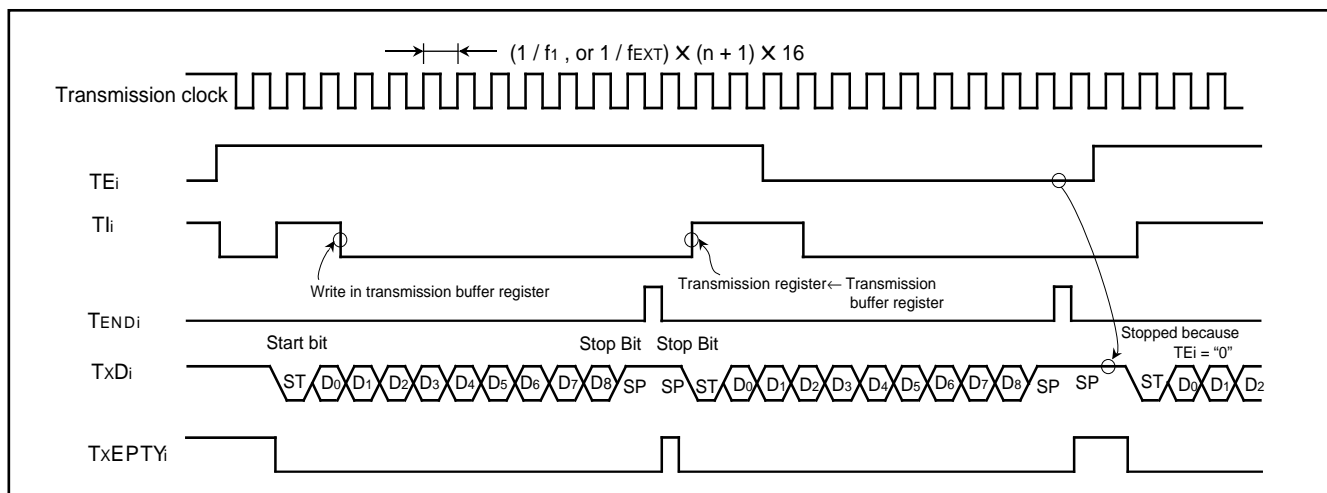 (1 / f1 , or 1 / fEXT) X (n + 1) X 16
Transmission clock
TEi
TIi
Write in transmission buffer register
Transmission register← Transmission
buffer register
TENDi
Start bit
Stop Bit
Stop Bit
Stopped because
TEi = “0”
TXDi
ST D0 D1 D2 D3 D4 D5 D6 D7 D8 SP SP ST D0 D1 D2 D3 D4 D5 D6 D7 D8 SP SP ST D0 D1 D2
TXEPTYi